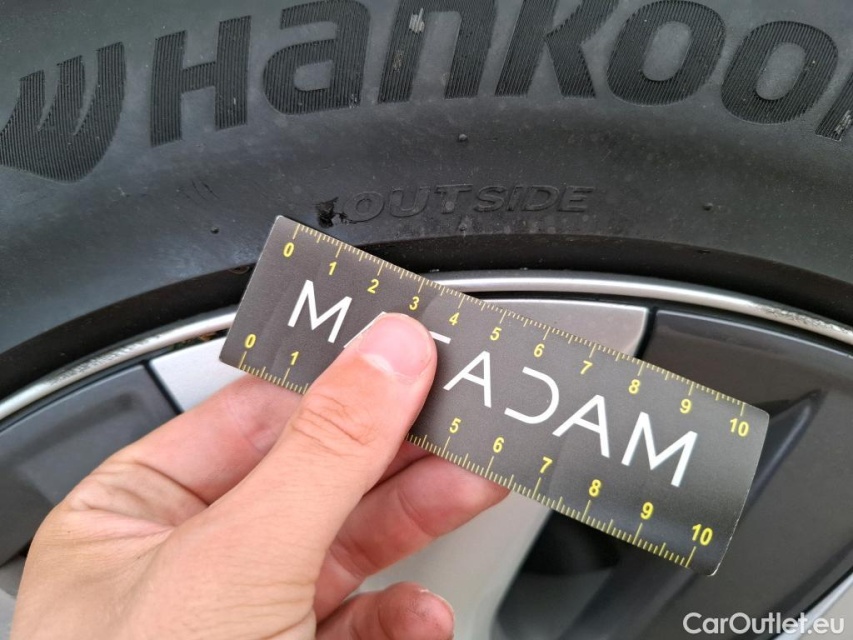 Hankook
OUTSIDE
0 1 2 3 4 5 6 7 8 9 10
MACADAM
0 1 5 6 7 8 9 10
CarOutlet.eu